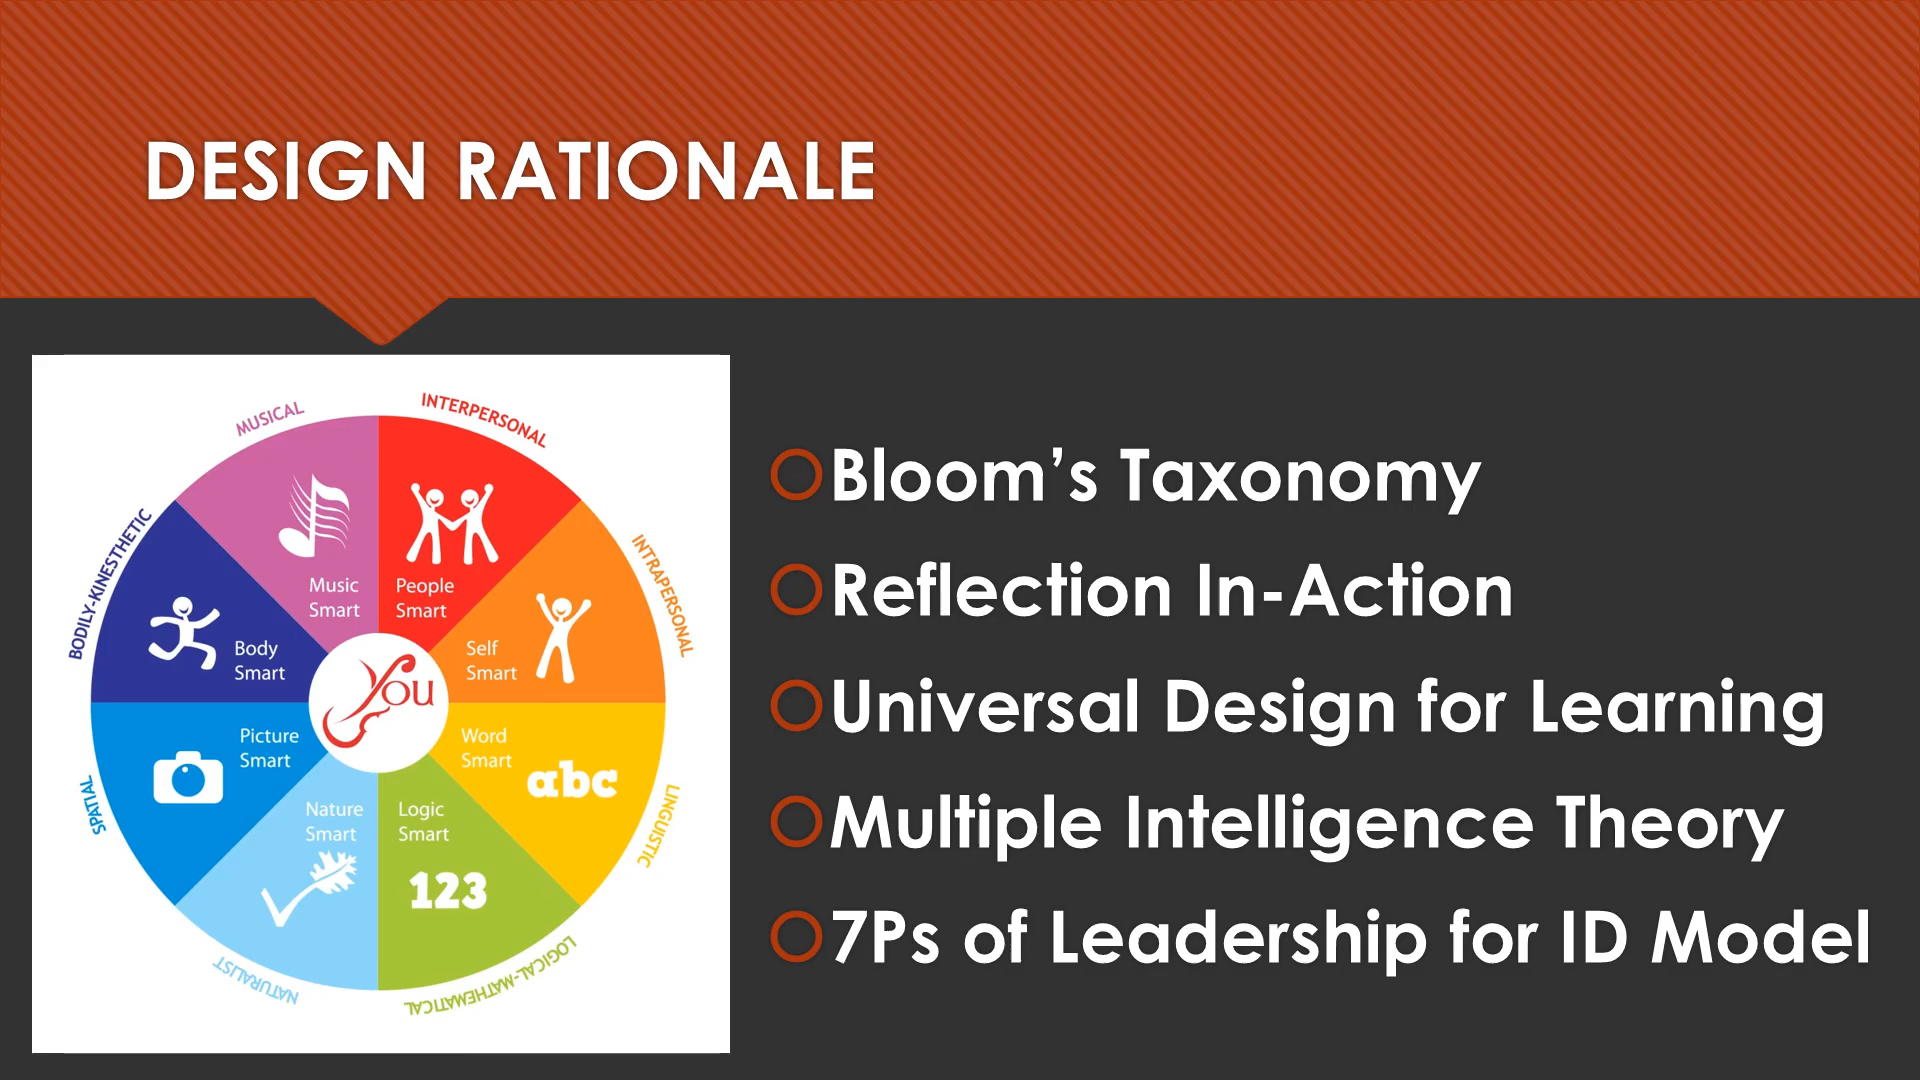 DESIGN RATIONALE
MUSICAL
INTERPERSONAL
BODILY-KINESTHETIC
INTRAPERSONAL
Music
Smart
People
Smart
Body
Smart
Self
Smart
You
Picture
Smart
Word
Smart
abc
SPATIAL
LINGUISTIC
Nature
Smart
Logic
Smart
123
NATURALIST
LOGICAL-MATHEMATICAL
Bloom’s Taxonomy
Reflection In-Action
Universal Design for Learning
Multiple Intelligence Theory
7Ps of Leadership for ID Model